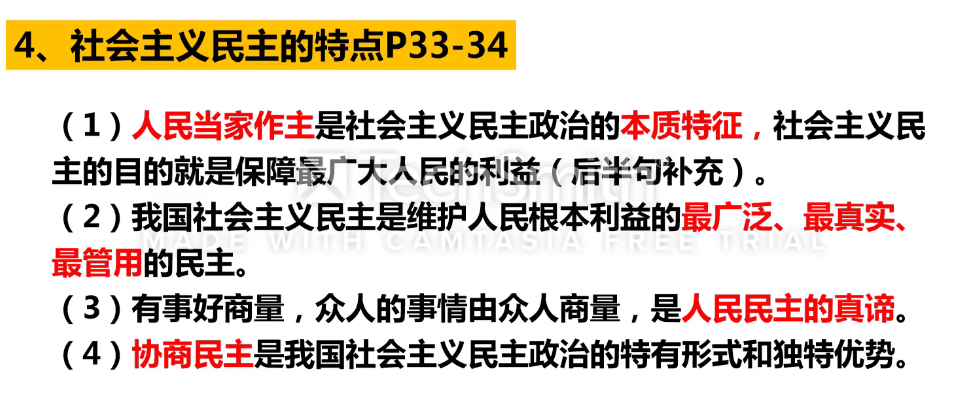 4、社会主义民主的特点P33-34
（1）人民当家作主是社会主义民主政治的本质特征，社会主义民
主的目的就是保障最广大人民的利益（后半句补充）。
TechSmith
（2）我国社会主义民主是维护人民根本利益的最广泛、最真实、
MADE WITH CAMTASIA FREE TRIAL
最管用的民主。
（3）有事好商量，众人的事情由众人商量，是人民民主的真谛。
（4）协商民主是我国社会主义民主政治的特有形式和独特优势。